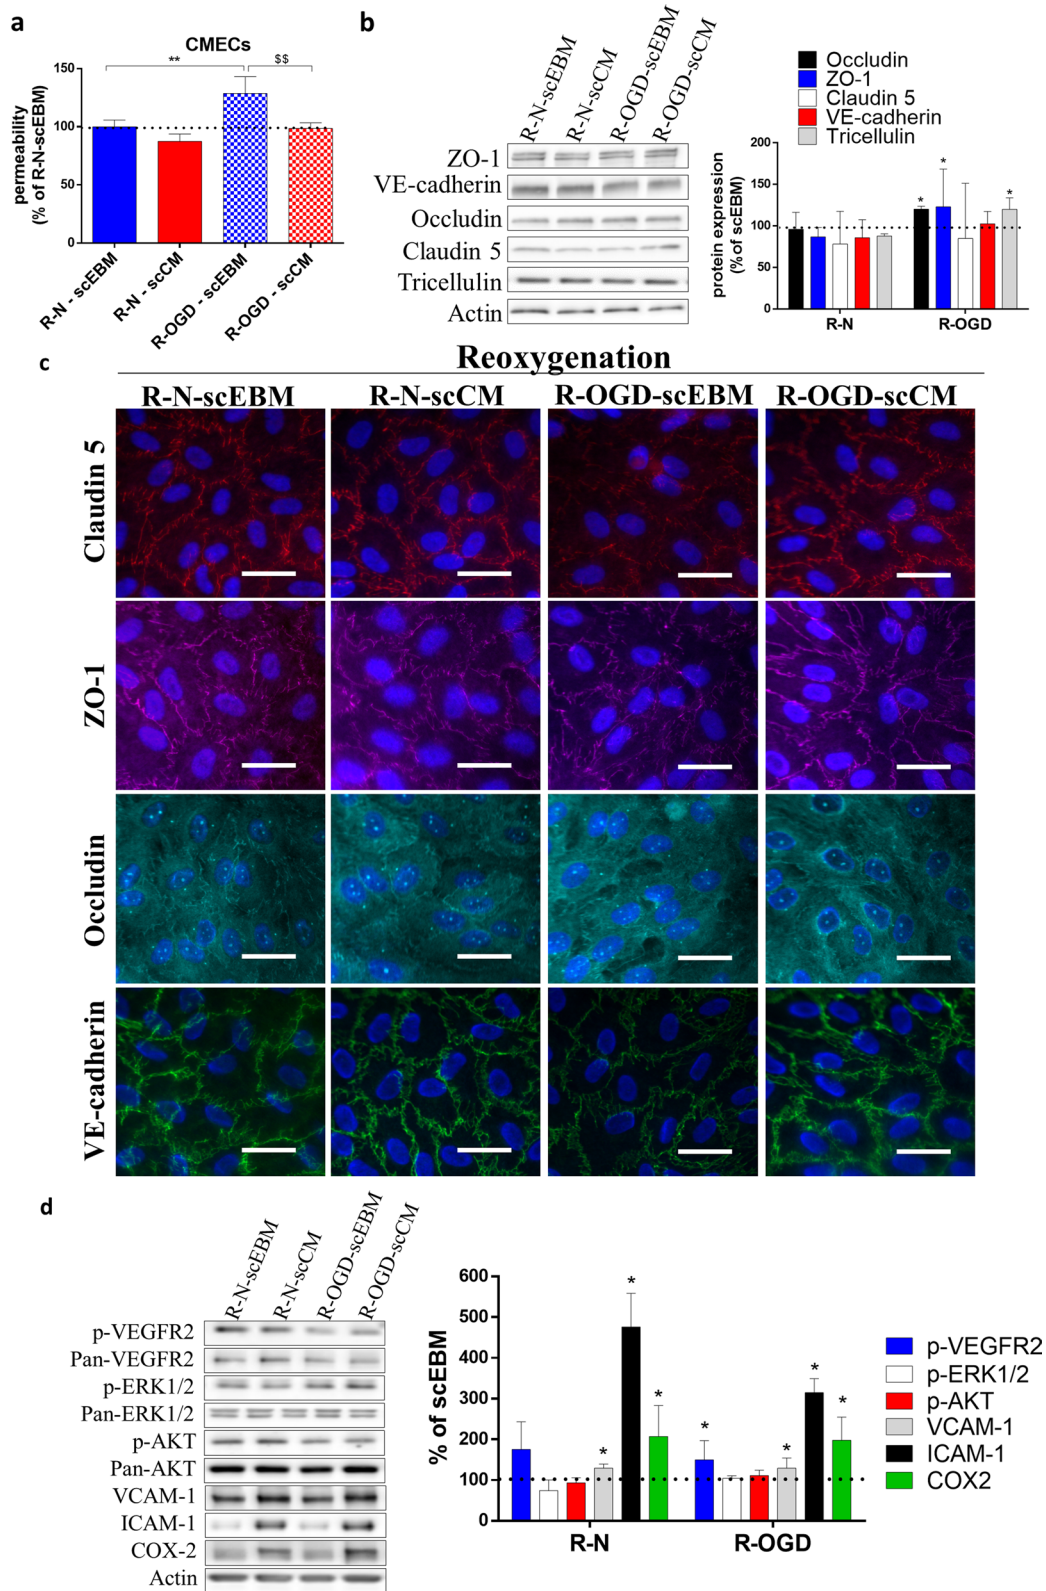 a
CMECs
permeability
(% of R-N-scEBM)
150
100
50
0
**
$$
R-N - scEBM
R-N - scCM
R-OGD - scEBM
R-OGD - scCM
b
R-N-scEBM
R-N-scCM
R-OGD-scEBM
R-OGD-scCM
ZO-1
VE-cadherin
Occludin
Claudin 5
Tricellulin
Actin
Occludin
ZO-1
Claudin 5
VE-cadherin
Tricellulin
protein expression
(% of scEBM)
200
150
100
50
0
*
*
*
R-N
R-OGD
c
Reoxygenation
R-N-scEBM
R-N-scCM
R-OGD-scEBM
R-OGD-scCM
Claudin 5
ZO-1
Occludin
VE-cadherin
d
R-N-scEBM
R-N-scCM
R-OGD-scEBM
R-OGD-scCM
p-VEGFR2
Pan-VEGFR2
p-ERK1/2
Pan-ERK1/2
p-AKT
Pan-AKT
VCAM-1
ICAM-1
COX-2
Actin
% of scEBM
600
500
400
300
200
100
0
*
*
*
*
*
*
*
R-N
R-OGD
p-VEGFR2
p-ERK1/2
p-AKT
VCAM-1
ICAM-1
COX2